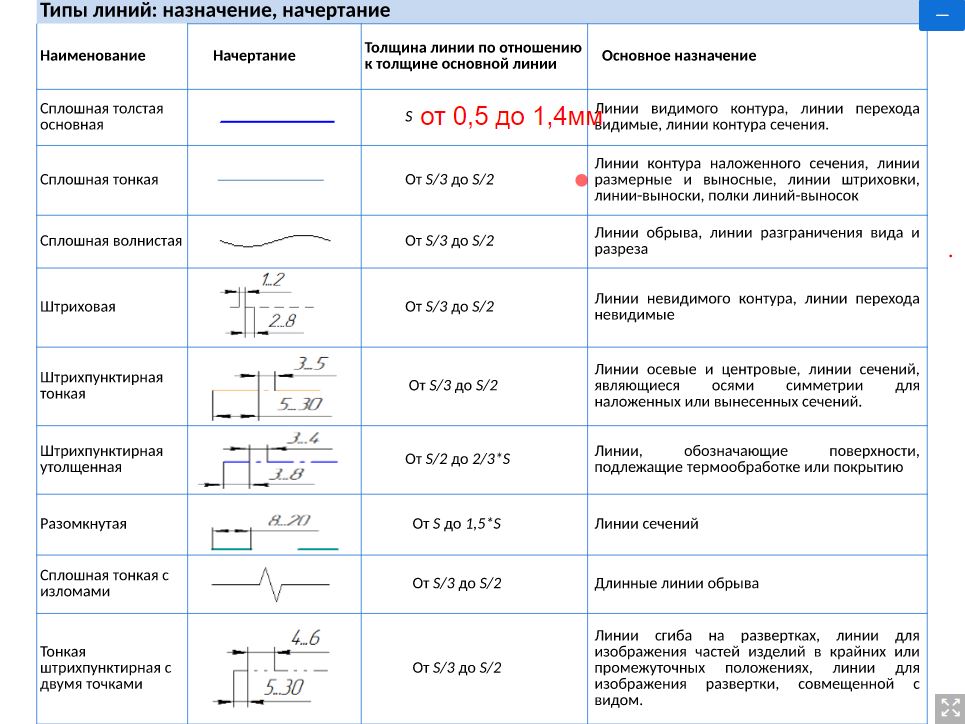 Типы линий: назначение, начертание
Наименование
Начертание
Толщина линии по отношению
к толщине основной линии
Основное назначение
Сплошная толстая
основная
S
от 0,5 до 1,4мм
Линии видимого контура, линии перехода
видимые, линии контура сечения.
Сплошная тонкая
От S/3 до S/2
Линии контура наложенного сечения, линии
размерные и выносные, линии штриховки,
линии-выноски, полки линий-выносок
Сплошная волнистая
От S/3 до S/2
Линии обрыва, линии разграничения вида и
разреза
Штриховая
1...2
2...8
От S/3 до S/2
Линии невидимого контура, линии перехода
невидимые
Штрихпунктирная
тонкая
3...5
5...30
От S/3 до S/2
Линии осевые и центровые, линии сечений,
являющиеся осями симметрии для
наложенных или вынесенных сечений.
Штрихпунктирная
утолщенная
3...4
3...8
От S/2 до 2/3*S
Линии, обозначающие поверхности,
подлежащие термообработке или покрытию
Разомкнутая
8...20
От S до 1,5*S
Линии сечений
Сплошная тонкая с
изломами
От S/3 до S/2
Длинные линии обрыва
Тонкая
штрихпунктирная с
двумя точками
4...6
5...30
От S/3 до S/2
Линии сгиба на развертках, линии для
изображения частей изделий в крайних или
промежуточных положениях, линии для
изображения развертки, совмещенной с
видом.